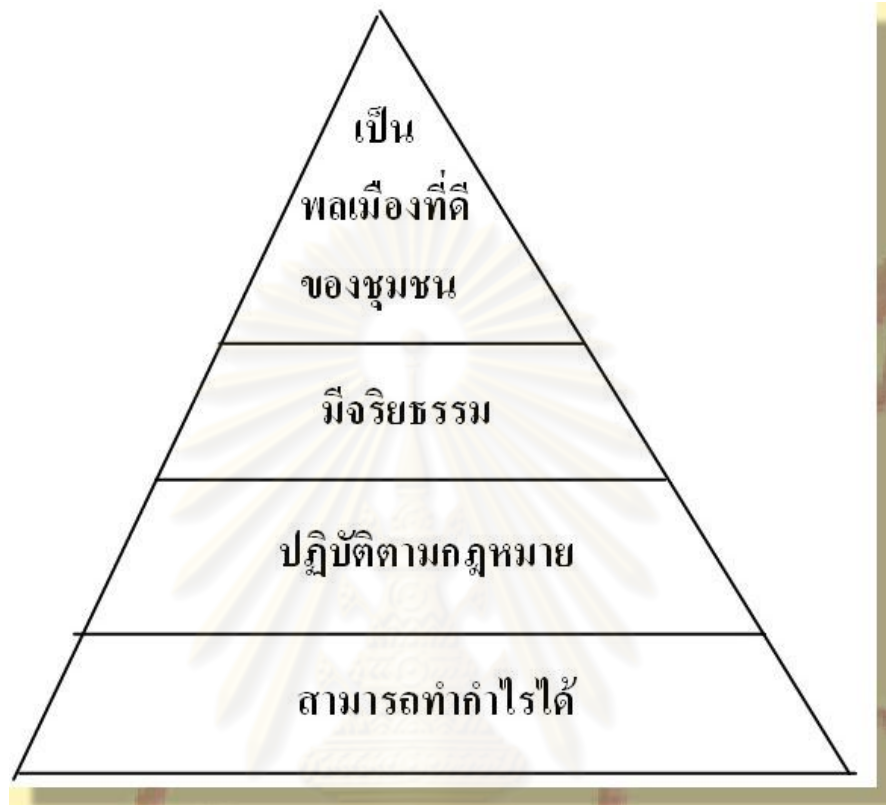 เป็น
พลเมืองที่ดี
ของชุมชน
มีจริยธรรม
ปฏิบัติตามกฎหมาย
สามารถทำกำไรได้